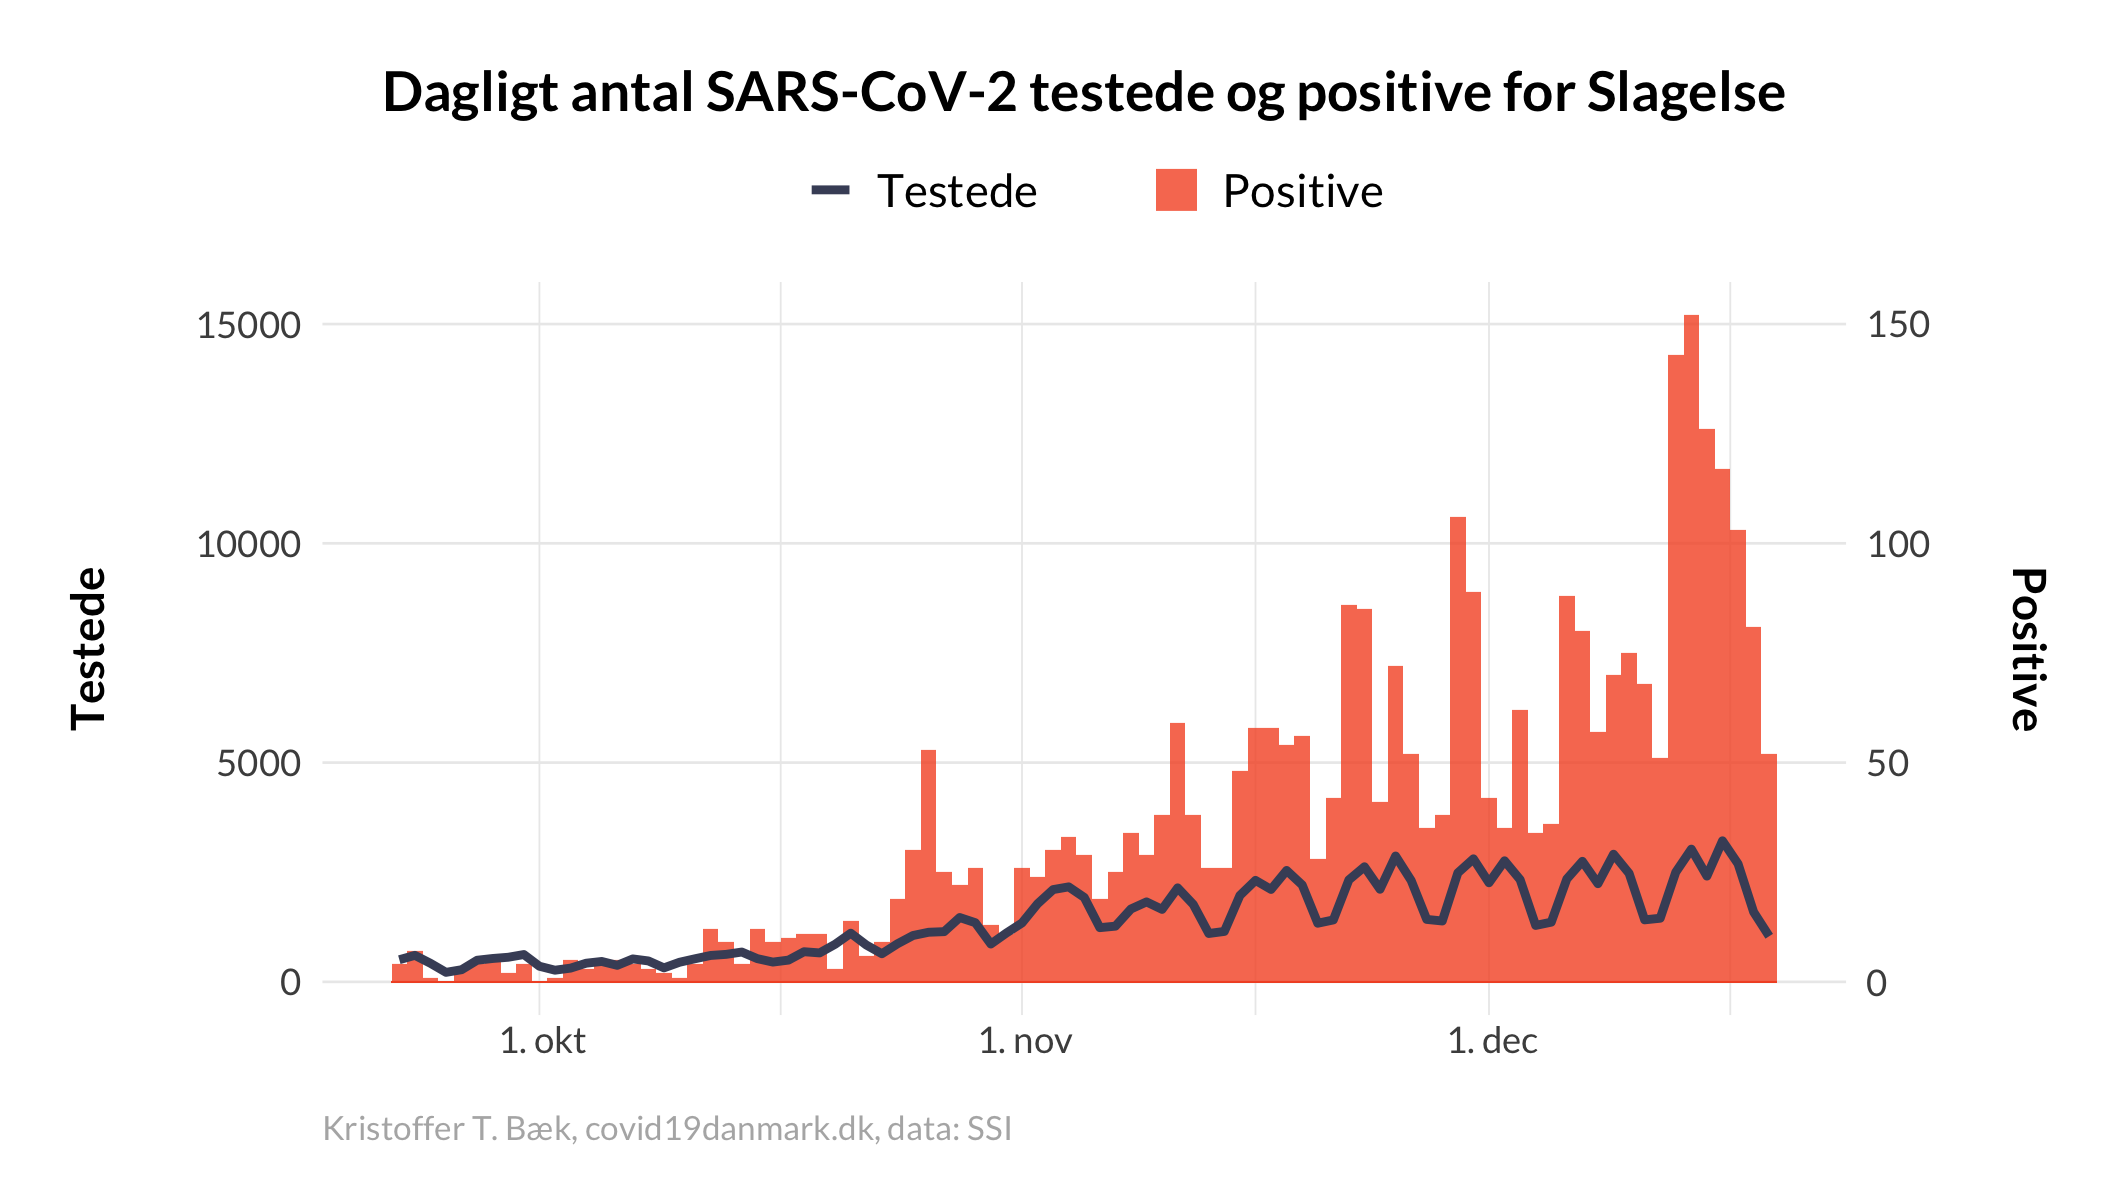 Dagligt antal SARS-CoV-2 testede og positive for Slagelse
Testede
Positive
15000
10000
5000
0
Testede
150
100
50
0
Positive
1. okt
1. nov
1. dec
Kristoffer T. Bæk, covid19danmark.dk, data: SSI